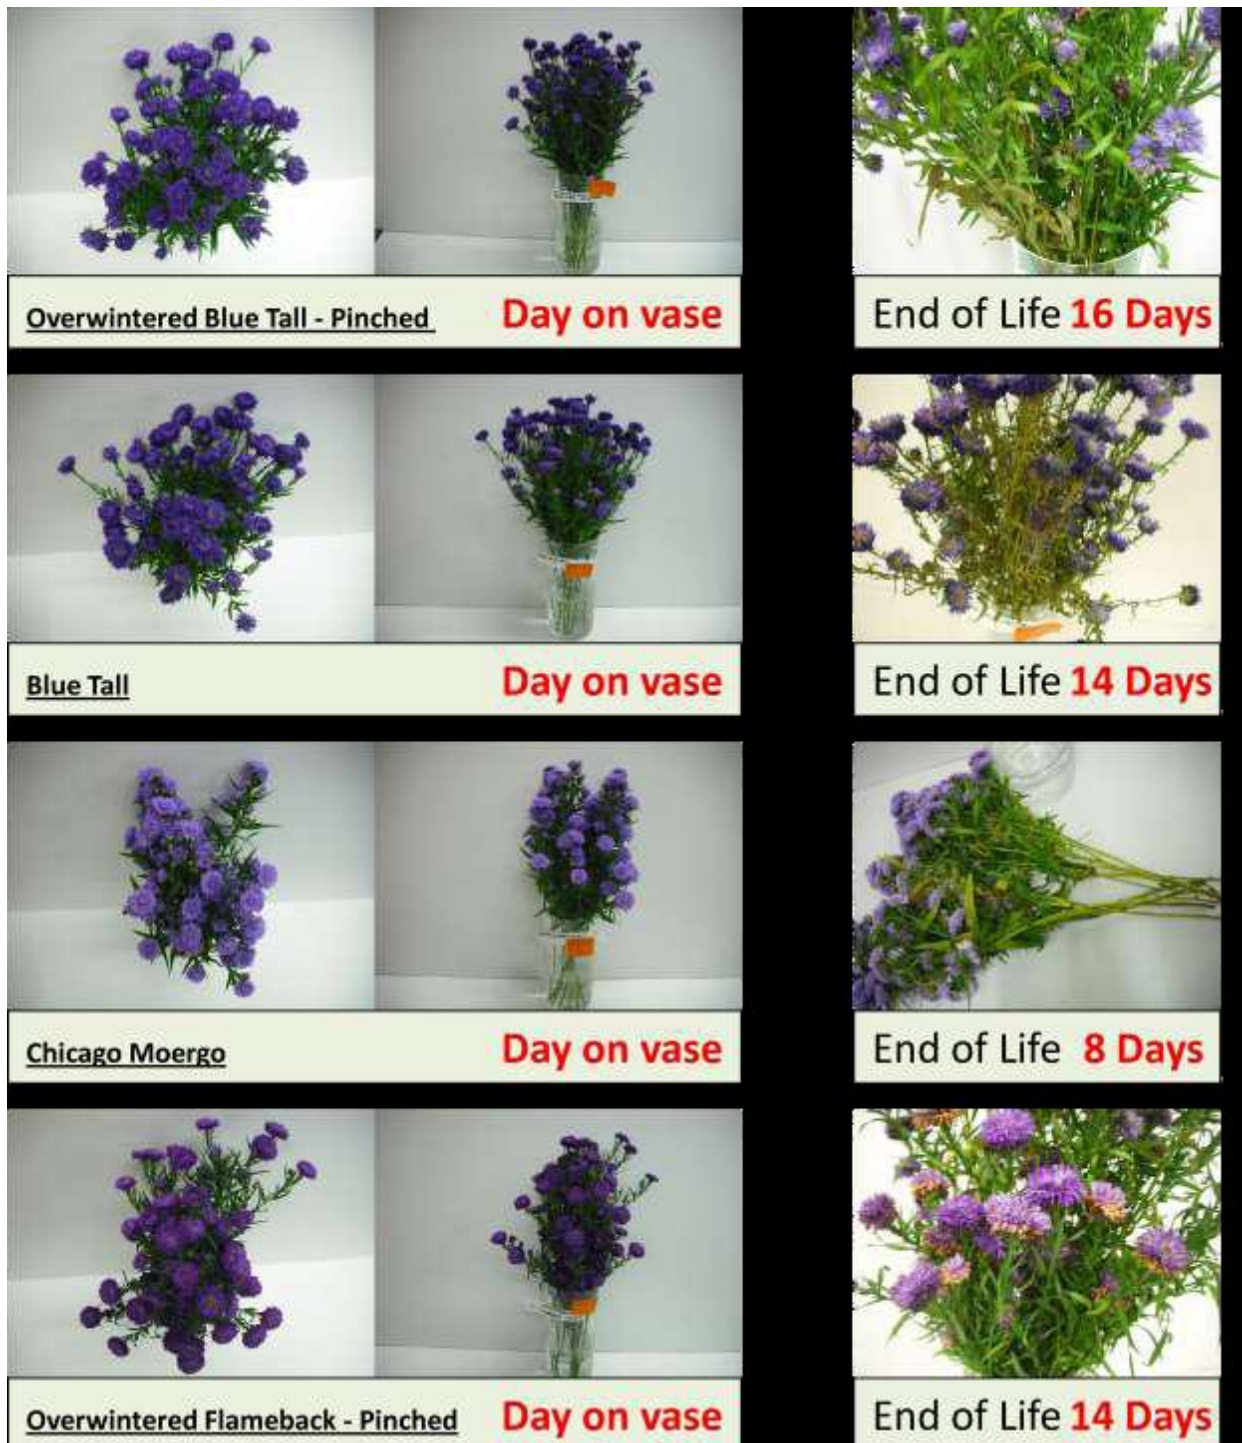 Overwintered Blue Tall - Pinched Day on vase End of Life 16 Days
Blue Tall Day on vase End of Life 14 Days
Chicago Moergo Day on vase End of Life 8 Days
Overwintered Flameback - Pinched Day on vase End of Life 14 Days